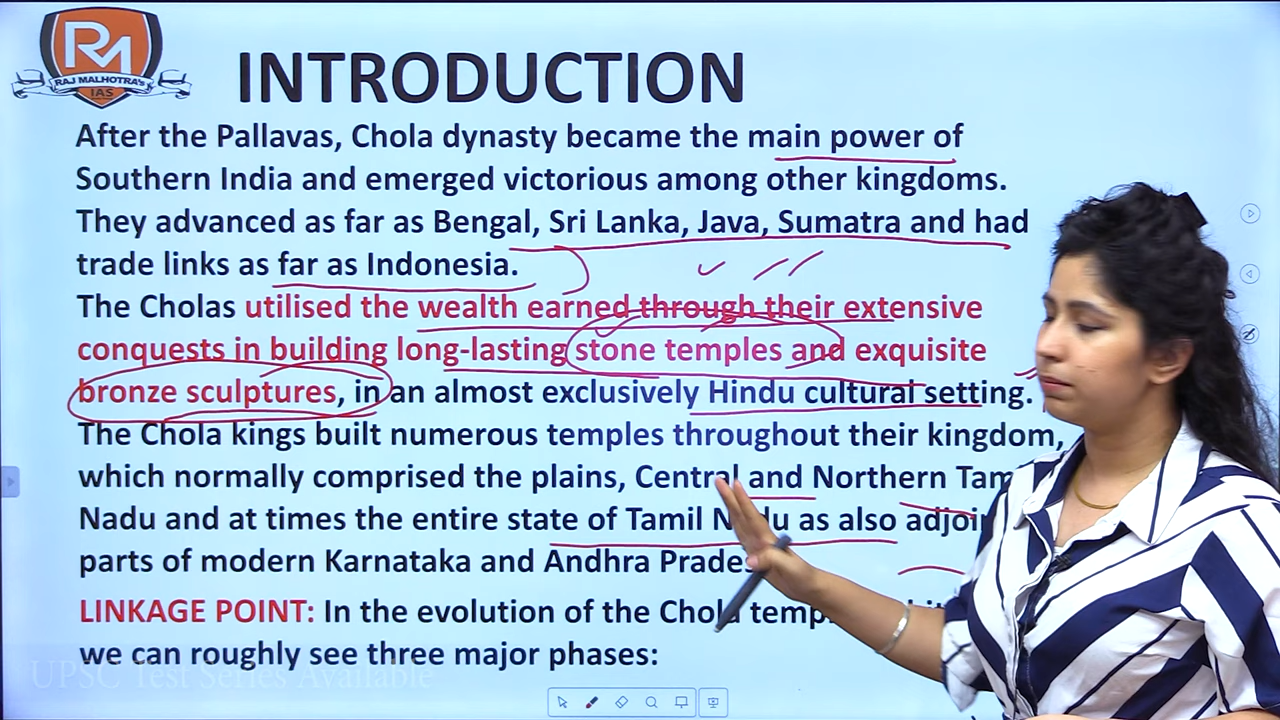 RM
RAJ MALHOTRA's
IAS
INTRODUCTION
After the Pallavas, Chola dynasty became the main power of
Southern India and emerged victorious among other kingdoms.
They advanced as far as Bengal, Sri Lanka, Java, Sumatra and had
trade links as far as Indonesia.
The Cholas utilised the wealth earned through their extensive
conquests in building long-lasting stone temples and exquisite
bronze sculptures, in an almost exclusively Hindu cultural setting.
The Chola kings built numerous temples throughout their kingdom,
which normally comprised the plains, Central and Northern
Nadu and at times the entire state of Tamil Nadu as also
parts of modern Karnataka and Andhra
LINKAGE POINT: In the evolution of the Chola
we can roughly see three major phases:
UPSC Test Series Available